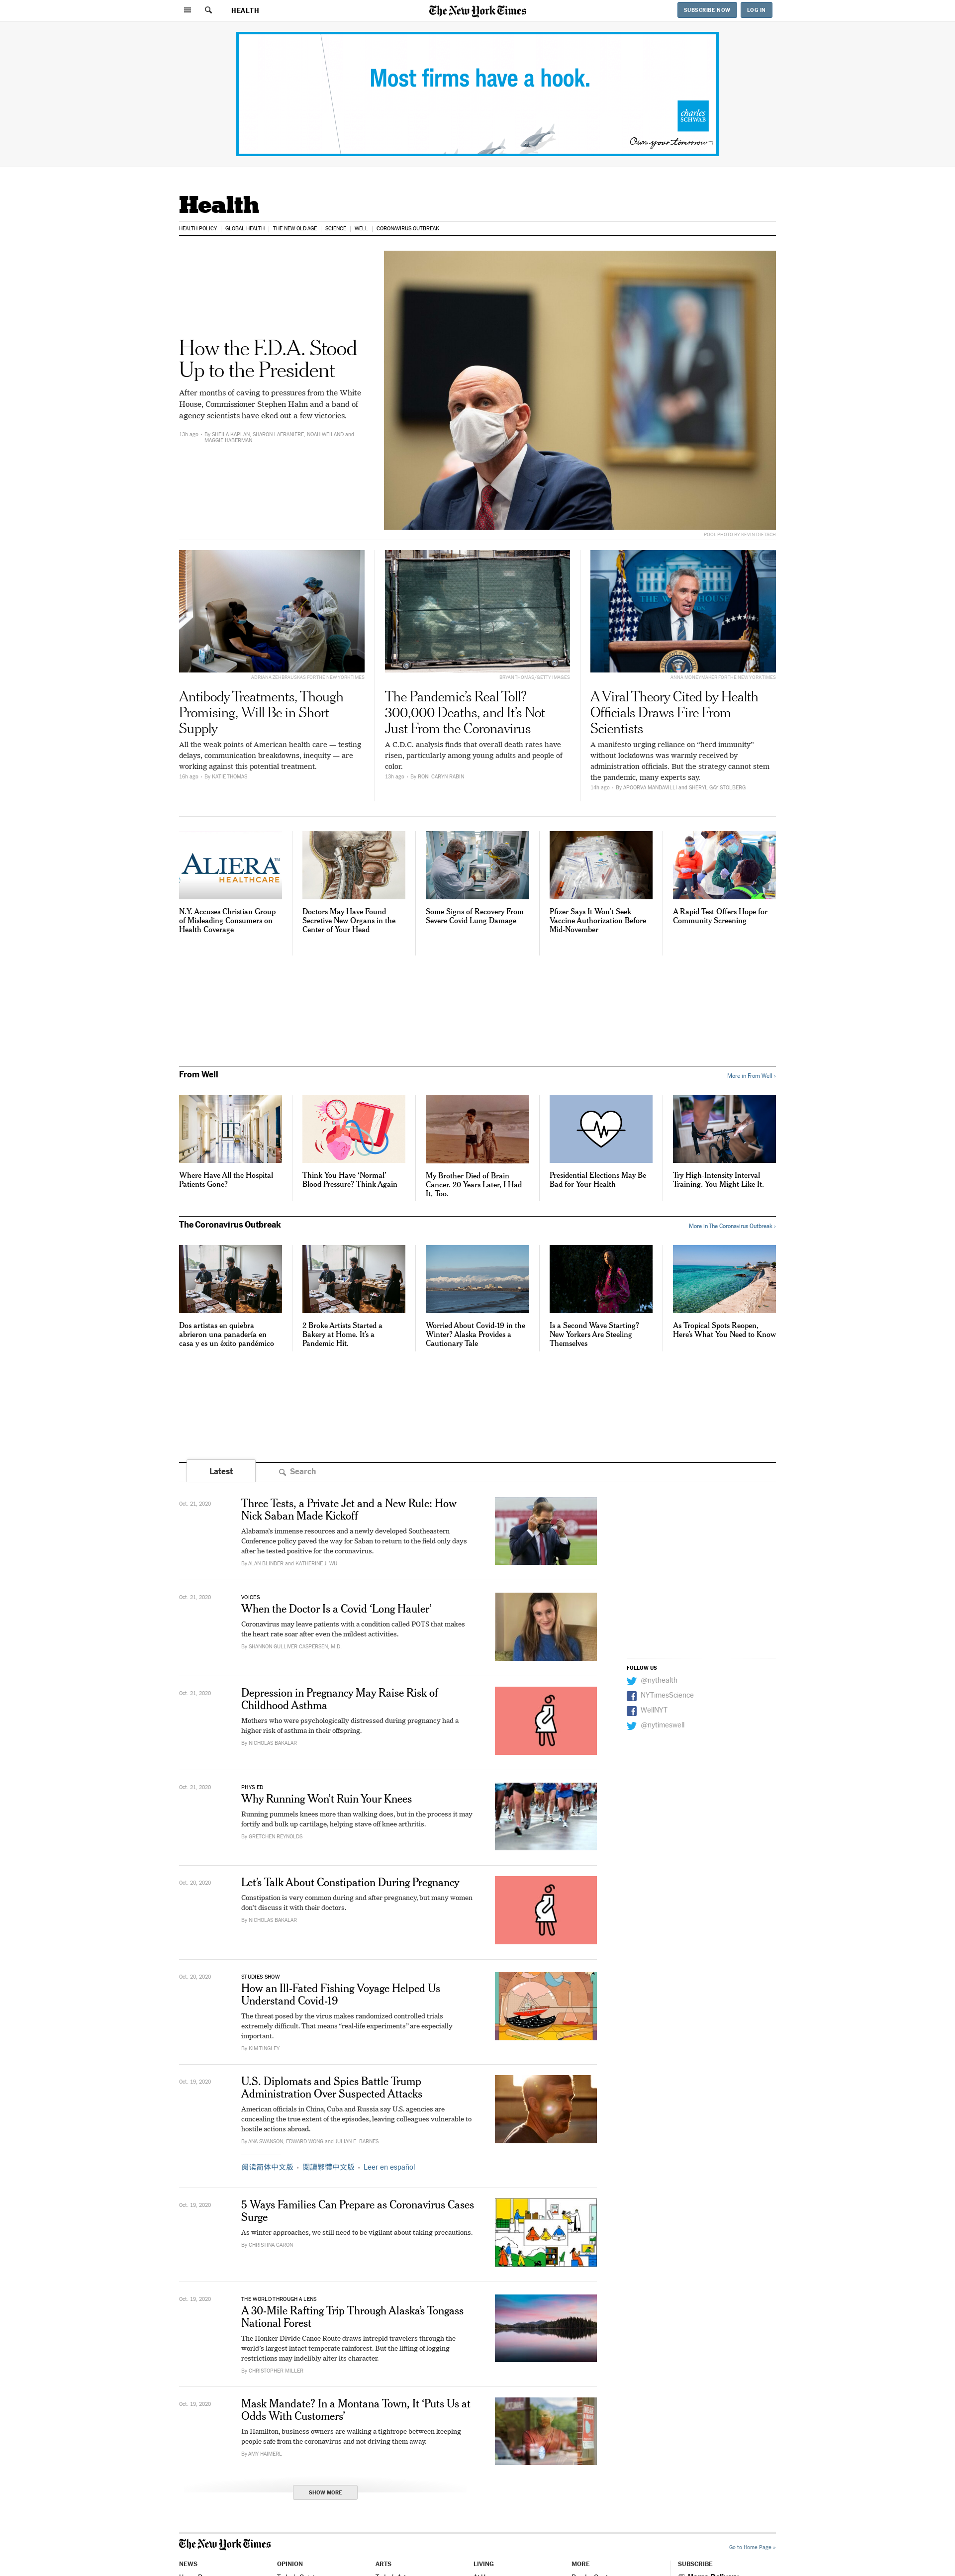 HEALTH
The New York Times
SUBSCRIBE NOW
LOG IN
Most firms have a hook.
charles
SCHWAB
Own your tomorrow
Health
HEALTH POLICY
GLOBAL HEALTH
THE NEW OLD AGE
SCIENCE
WELL
CORONAVIRUS OUTBREAK
How the F.D.A. Stood
Up to the President
After months of caving to pressures from the White
House, Commissioner Stephen Hahn and a band of
agency scientists have eked out a few victories.
13h ago · By SHEILA KAPLAN, SHARON LAFRANIERE, NOAH WEILAND and
MAGGIE HABERMAN
POOL PHOTO BY KEVIN DIETSCH
ADRIANA ZEHBRAUSKAS FOR THE NEW YORK TIMES
Antibody Treatments, Though
Promising, Will Be in Short
Supply
All the weak points of American health care — testing
delays, communication breakdowns, inequity — are
working against this potential treatment.
16h ago · By KATIE THOMAS
BRYAN THOMAS/GETTY IMAGES
The Pandemic's Real Toll?
300,000 Deaths, and It's Not
Just From the Coronavirus
A C.D.C. analysis finds that overall death rates have
risen, particularly among young adults and people of
color.
13h ago · By RONI CARYN RABIN
ANNA MONEYMAKER FOR THE NEW YORK TIMES
A Viral Theory Cited by Health
Officials Draws Fire From
Scientists
A manifesto urging reliance on "herd immunity"
without lockdowns was warmly received by
administration officials. But the strategy cannot stem
the pandemic, many experts say.
14h ago · By APOORVA MANDAVILLI and SHERYL GAY STOLBERG
ALIERA™
HEALTHCARE
N.Y. Accuses Christian Group
of Misleading Consumers on
Health Coverage
Doctors May Have Found
Secretive New Organs in the
Center of Your Head
Some Signs of Recovery From
Severe Covid Lung Damage
Pfizer Says It Won't Seek
Vaccine Authorization Before
Mid-November
A Rapid Test Offers Hope for
Community Screening
From Well
More in From Well ›
Where Have All the Hospital
Patients Gone?
Think You Have 'Normal'
Blood Pressure? Think Again
My Brother Died of Brain
Cancer. 20 Years Later, I Had
It, Too.
Presidential Elections May Be
Bad for Your Health
Try High-Intensity Interval
Training. You Might Like It.
The Coronavirus Outbreak
More in The Coronavirus Outbreak ›
Dos artistas en quiebra
abrieron una panadería en
casa y es un éxito pandémico
2 Broke Artists Started a
Bakery at Home. It's a
Pandemic Hit.
Worried About Covid-19 in the
Winter? Alaska Provides a
Cautionary Tale
Is a Second Wave Starting?
New Yorkers Are Steeling
Themselves
As Tropical Spots Reopen,
Here's What You Need to Know
Latest
Search
Oct. 21, 2020
Three Tests, a Private Jet and a New Rule: How
Nick Saban Made Kickoff
Alabama's immense resources and a newly developed Southeastern
Conference policy paved the way for Saban to return to the field only days
after he tested positive for the coronavirus.
By ALAN BLINDER and KATHERINE J. WU
Oct. 21, 2020
VOICES
When the Doctor Is a Covid 'Long Hauler'
Coronavirus may leave patients with a condition called POTS that makes
the heart rate soar after even the mildest activities.
By SHANNON GULLIVER CASPERSEN, M.D.
FOLLOW US
@nythealth
NYTimesScience
WellNYT
@nytimeswell
Oct. 21, 2020
Depression in Pregnancy May Raise Risk of
Childhood Asthma
Mothers who were psychologically distressed during pregnancy had a
higher risk of asthma in their offspring.
By NICHOLAS BAKALAR
Oct. 21, 2020
PHYS ED
Why Running Won't Ruin Your Knees
Running pummels knees more than walking does, but in the process it may
fortify and bulk up cartilage, helping stave off knee arthritis.
By GRETCHEN REYNOLDS
Oct. 20, 2020
Let's Talk About Constipation During Pregnancy
Constipation is very common during and after pregnancy, but many women
don't discuss it with their doctors.
By NICHOLAS BAKALAR
Oct. 20, 2020
STUDIES SHOW
How an Ill-Fated Fishing Voyage Helped Us
Understand Covid-19
The threat posed by the virus makes randomized controlled trials
extremely difficult. That means "real-life experiments" are especially
important.
By KIM TINGLEY
Oct. 19, 2020
U.S. Diplomats and Spies Battle Trump
Administration Over Suspected Attacks
American officials in China, Cuba and Russia say U.S. agencies are
concealing the true extent of the episodes, leaving colleagues vulnerable to
hostile actions abroad.
By ANA SWANSON, EDWARD WONG and JULIAN E. BARNES
阅读简体中文版 · 閱讀繁體中文版 · Leer en español
Oct. 19, 2020
5 Ways Families Can Prepare as Coronavirus Cases
Surge
As winter approaches, we still need to be vigilant about taking precautions.
By CHRISTINA CARON
Oct. 19, 2020
THE WORLD THROUGH A LENS
A 30-Mile Rafting Trip Through Alaska's Tongass
National Forest
The Honker Divide Canoe Route draws intrepid travelers through the
world's largest intact temperate rainforest. But the lifting of logging
restrictions may indelibly alter its character.
By CHRISTOPHER MILLER
Oct. 18, 2020
Mask Mandate? In a Montana Town, It 'Puts Us at
Odds With Customers'
In Hamilton, business owners are walking a tightrope between keeping
people safe from the coronavirus and not driving them away.
By AMY HAIMERL
SHOW MORE
The New York Times
Go to Home Page »
NEWS
OPINION
ARTS
LIVING
MORE
SUBSCRIBE